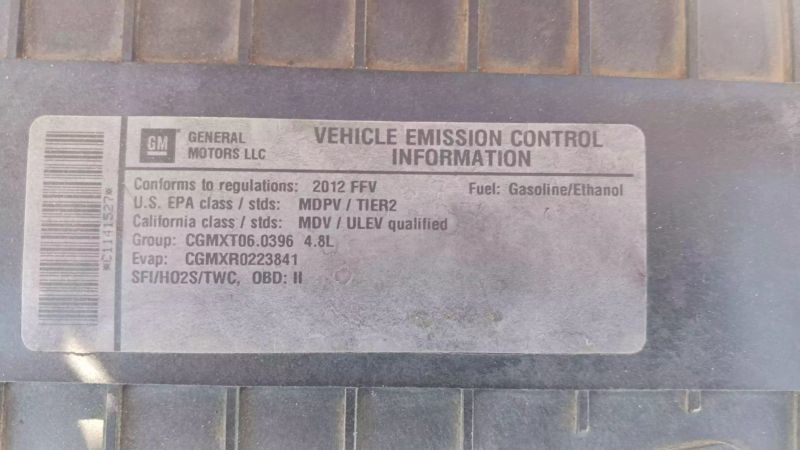 GM
GENERAL MOTORS LLC
VEHICLE EMISSION CONTROL
INFORMATION
Conforms to regulations: 2012 FFV Fuel: Gasoline/Ethanol
U.S. EPA class / stds: MDPV / TIER2
California class / stds: MDV / ULEV qualified
Group: CGMXT06.0396 4.8L
Evap: CGMXR0223841
SFI/HO2S/TWC, OBD: II
*C1141527*